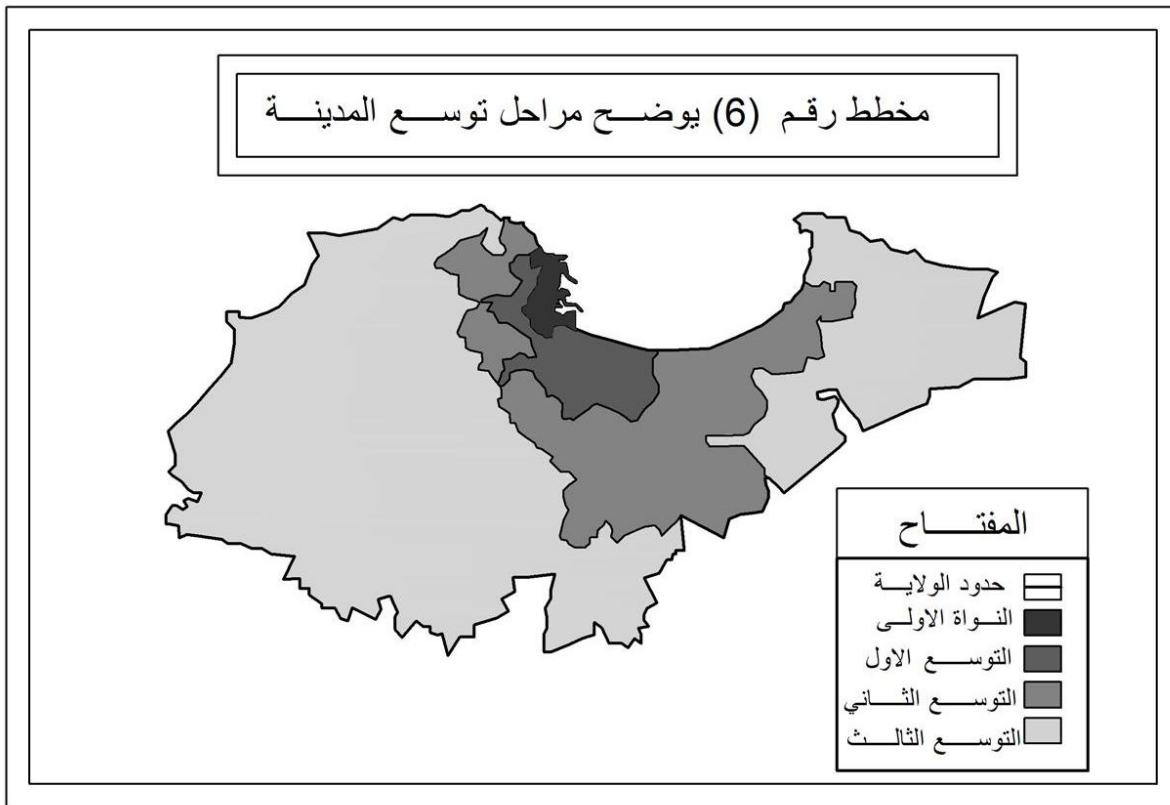 مخطط رقم (6) يوضح مراحل توسع المدينة
المفتاح
حدود الولاية
النواة الاولى
التوسع الاول
التوسع الثاني
التوسع الثالث